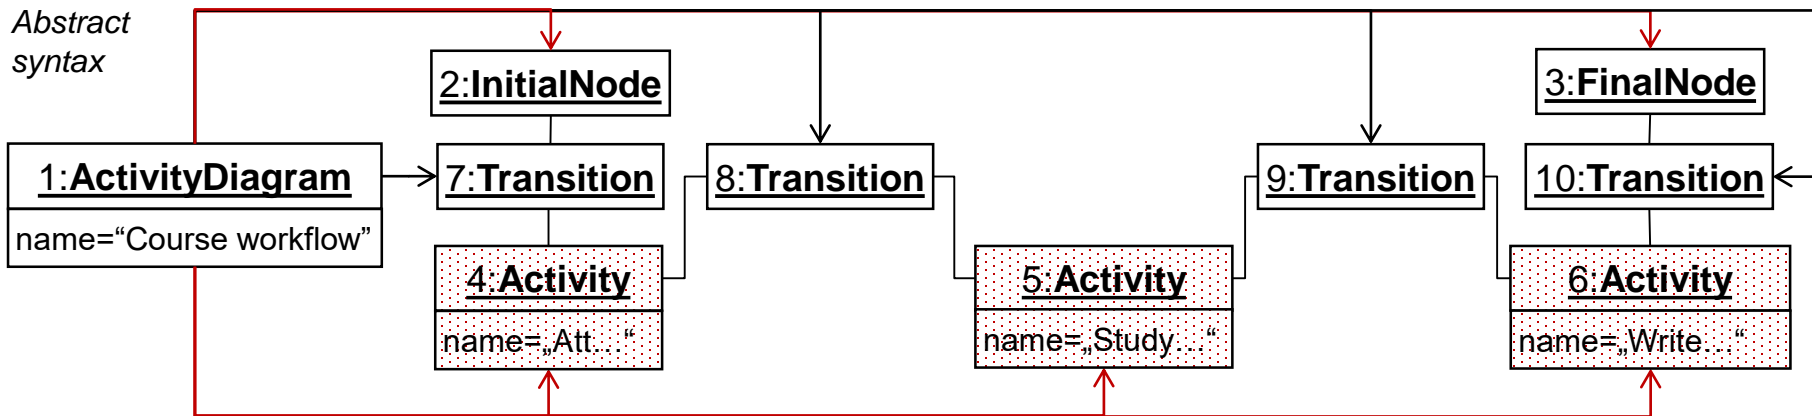 Abstract
syntax
2:InitialNode
3:FinalNode
1:ActivityDiagram
name=“Course workflow”
7:Transition
8:Transition
9:Transition
10:Transition
4:Activity
name=„Att…“
5:Activity
name=„Study…“
6:Activity
name=„Write…“